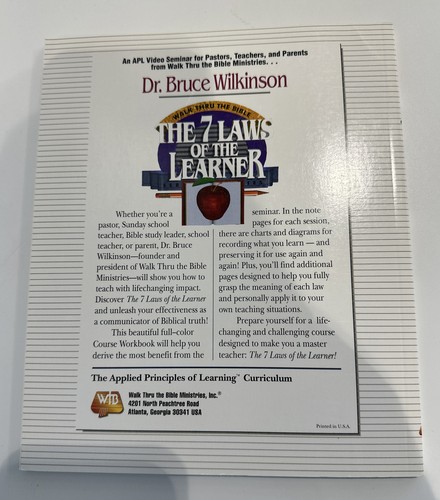 An APL Video Seminar for Pastors, Teachers, and Parents
from Walk Thru the Bible Ministries. . .
Dr. Bruce Wilkinson
WALK THRU THE BIBLE
THE 7 LAWS
OF THE
LEARNER
Whether you're a
pastor, Sunday school
teacher, Bible study leader, school
teacher, or parent, Dr. Bruce
Wilkinson—founder and
president of Walk Thru the Bible
Ministries—will show you how to
teach with lifechanging impact.
Discover The 7 Laws of the Learner
and unleash your effectiveness as
a communicator of Biblical truth!
This beautiful full-color
Course Workbook will help you
derive the most benefit from the
seminar. In the note
pages for each session,
there are charts and diagrams for
recording what you learn — and
preserving it for use again and
again! Plus, you'll find additional
pages designed to help you fully
grasp the meaning of each law
and personally apply it to your
own teaching situations.
Prepare yourself for a life-
changing and challenging course
designed to make you a master
teacher: The 7 Laws of the Learner!
The Applied Principles of Learning™ Curriculum
WTB
Walk Thru the Bible Ministries, Inc.®
4201 North Peachtree Road
Atlanta, Georgia 30341 USA
Printed in U.S.A.